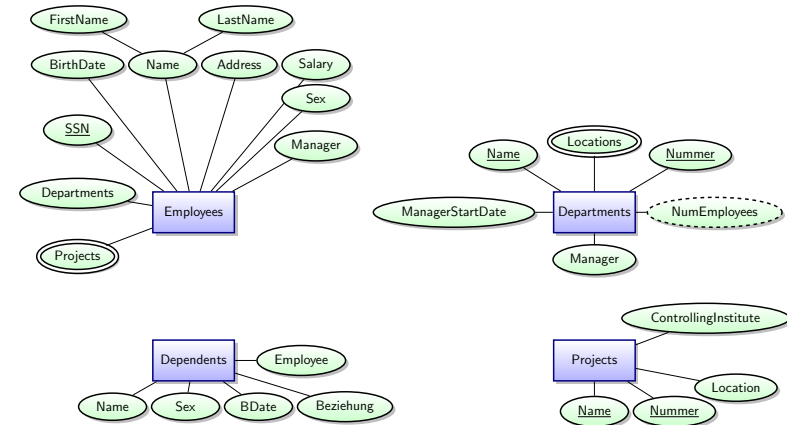 FirstName
LastName
BirthDate
Name
Address
Salary
Sex
SSN
Manager
Departments
Employees
Projects
Locations
Name
Nummer
ManagerStartDate
Departments
NumEmployees
Manager
Dependents
Employee
Name
Sex
BDate
Beziehung
ControllingInstitute
Projects
Location
Name
Nummer